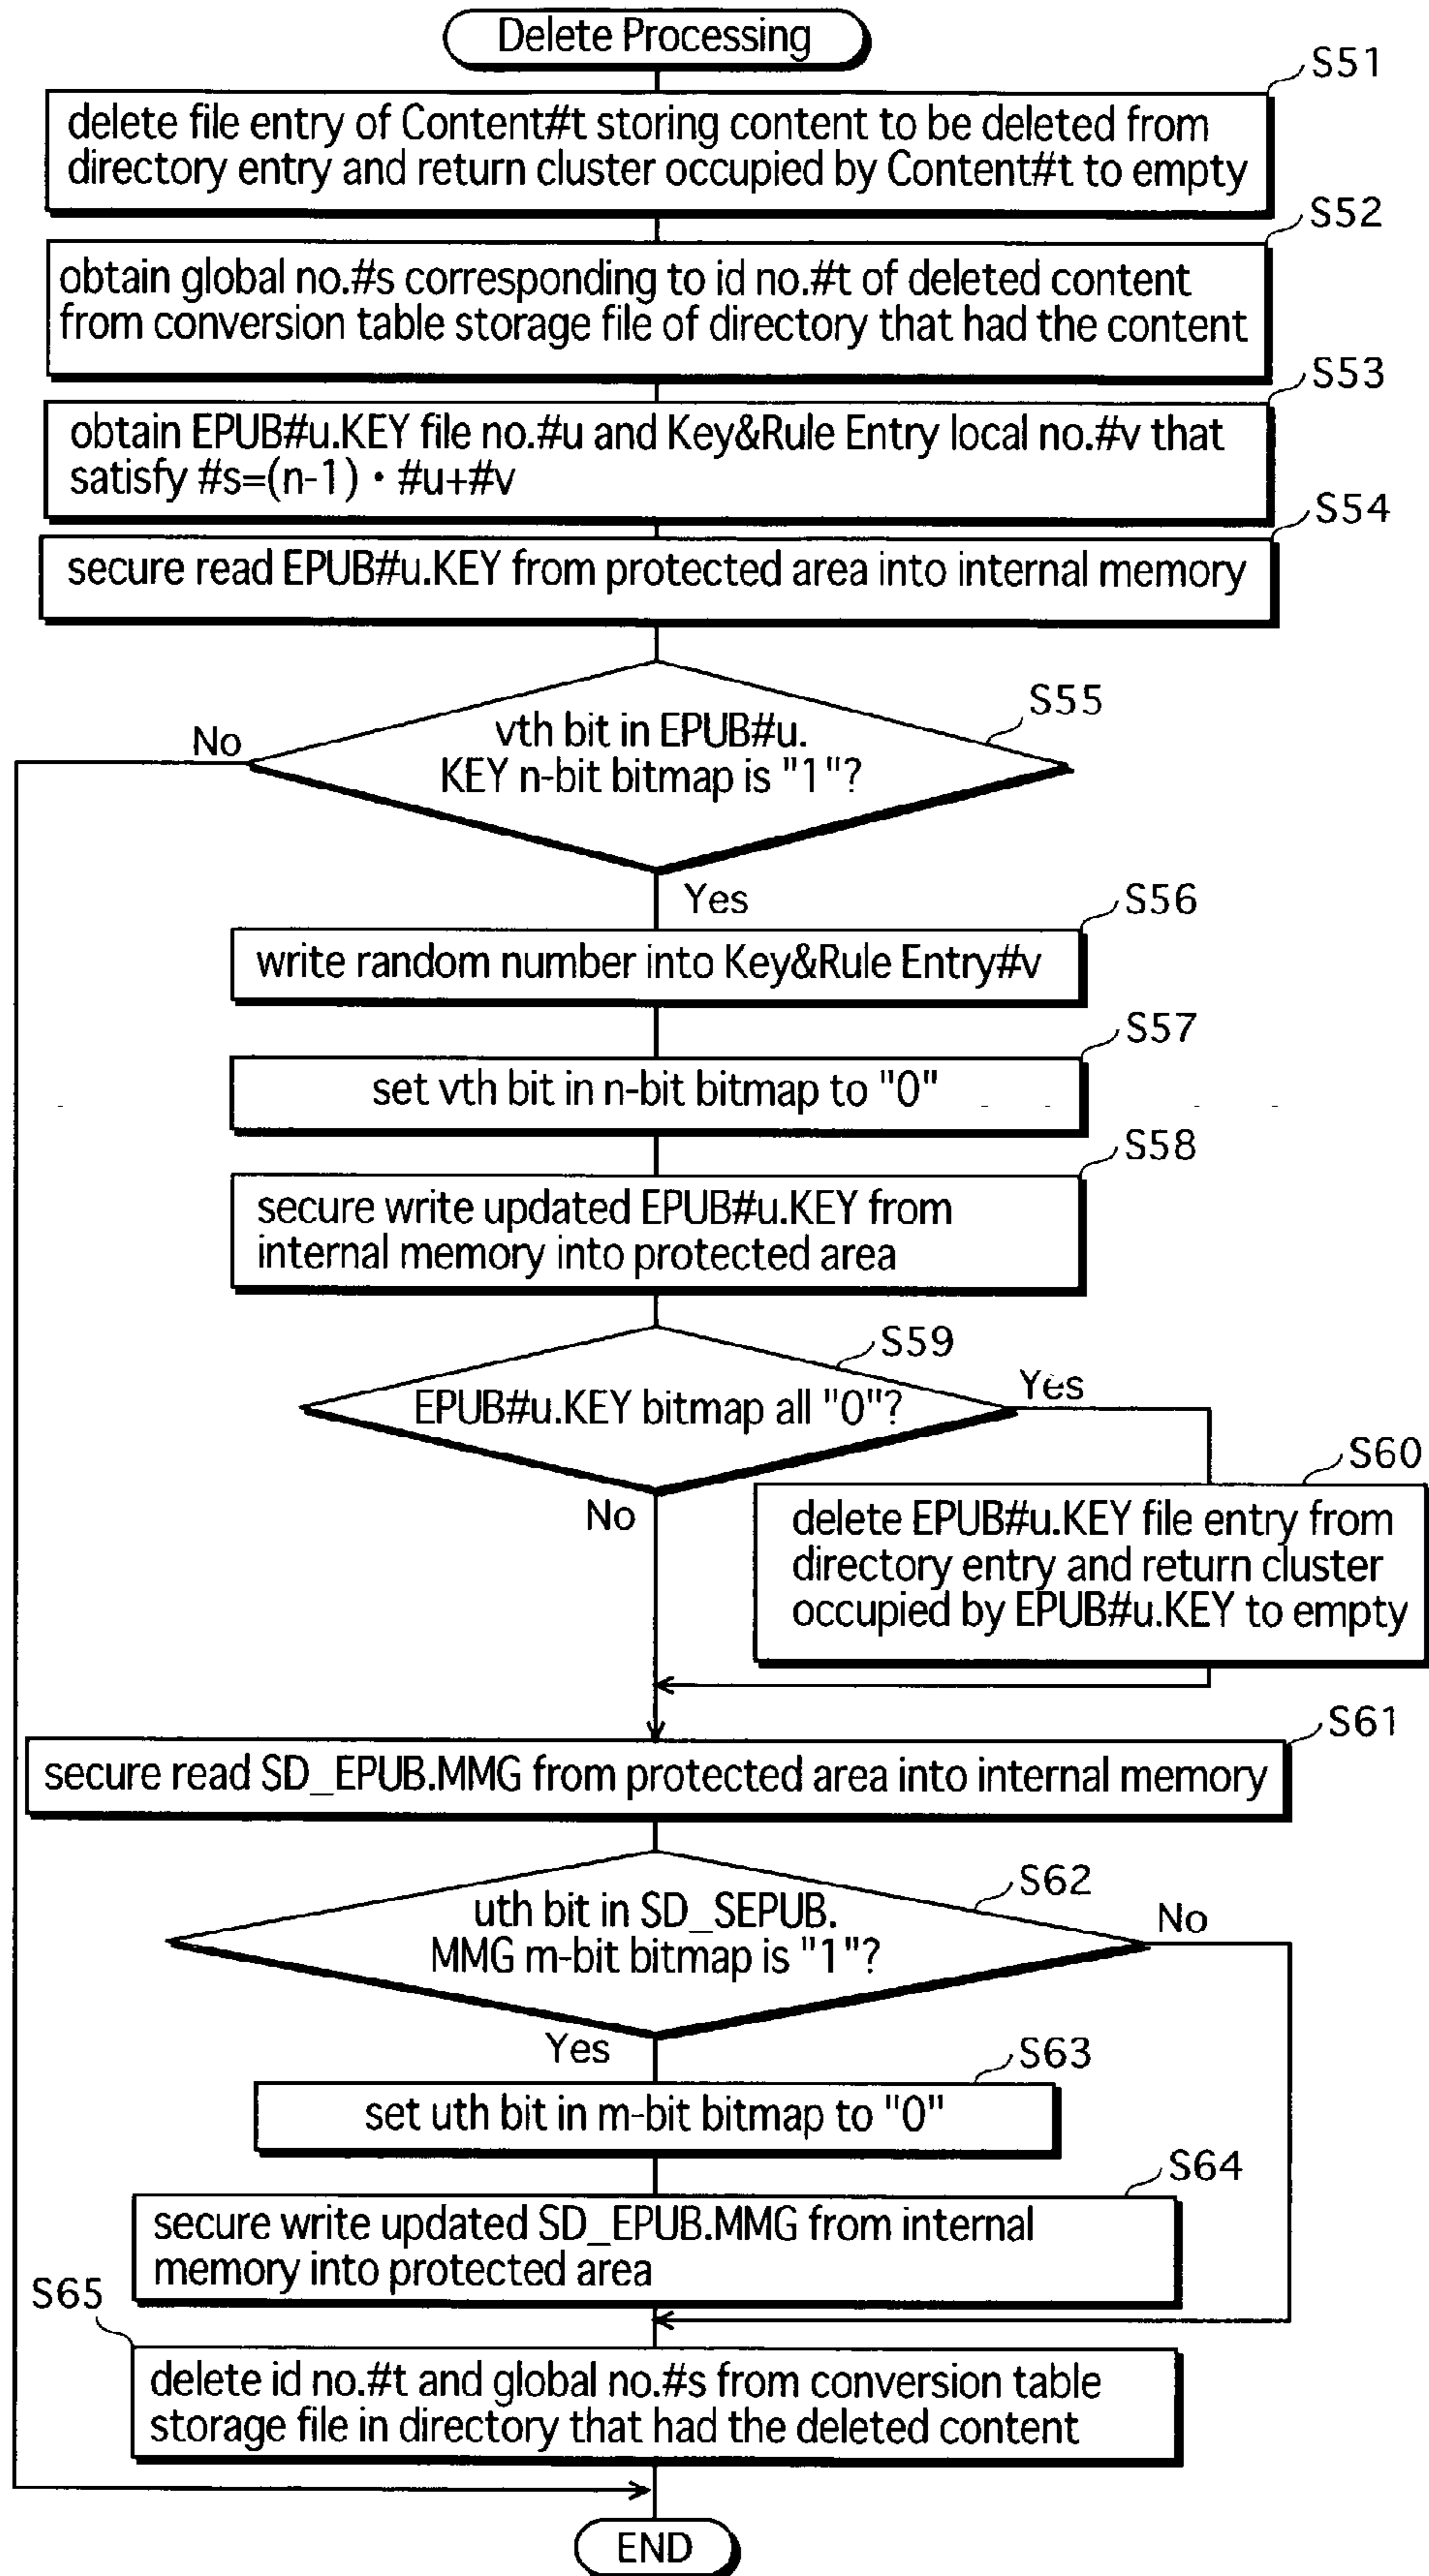 Delete Processing
S51
delete file entry of Content#t storing content to be deleted from
directory entry and return cluster occupied by Content#t to empty
S52
obtain global no.#s corresponding to id no.#t of deleted content
from conversion table storage file of directory that had the content
S53
obtain EPUB#u.KEY file no.#u and Key&Rule Entry local no.#v that
satisfy #s=(n-1) · #u+#v
S54
secure read EPUB#u.KEY from protected area into internal memory
S55
No
vth bit in EPUB#u.
KEY n-bit bitmap is "1"?
Yes
S56
write random number into Key&Rule Entry#v
S57
set vth bit in n-bit bitmap to "0"
S58
secure write updated EPUB#u.KEY from
internal memory into protected area
S59
Yes
EPUB#u.KEY bitmap all "0"?
No
S60
delete EPUB#u.KEY file entry from
directory entry and return cluster
occupied by EPUB#u.KEY to empty
S61
secure read SD_EPUB.MMG from protected area into internal memory
S62
No
uth bit in SD_SEPUB.
MMG m-bit bitmap is "1"?
Yes
S63
set uth bit in m-bit bitmap to "0"
S64
secure write updated SD_EPUB.MMG from internal
memory into protected area
S65
delete id no.#t and global no.#s from conversion table
storage file in directory that had the deleted content
END